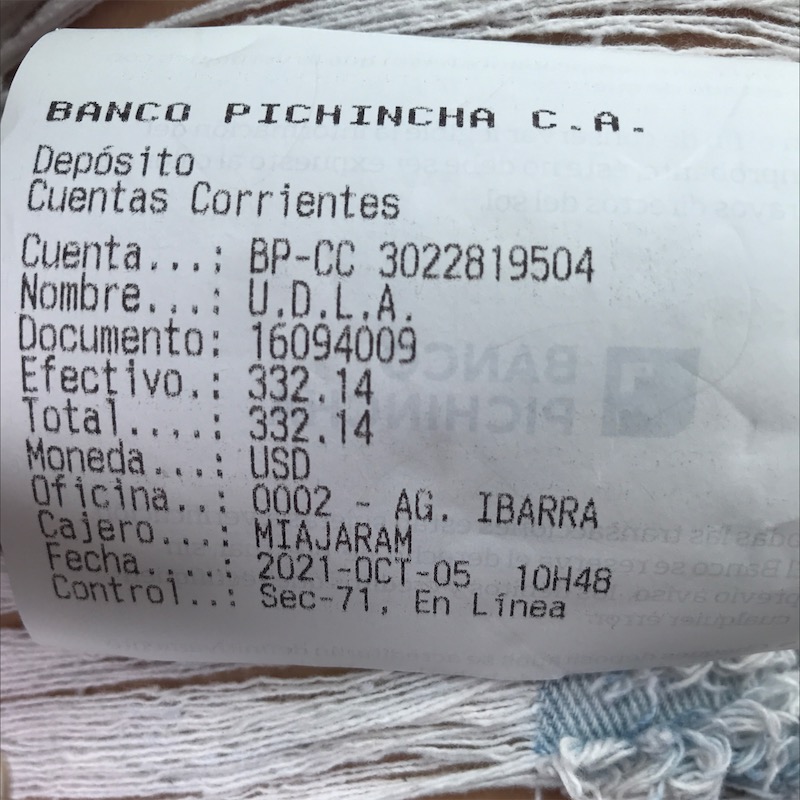 BANCO PICHINCHA C.A.
Depósito
Cuentas Corrientes
Cuenta...: BP-CC 3022819504
Nombre...: U.D.L.A.
Documento: 16094009
Efectivo.: 332.14
Total....: 332.14
Moneda...: USD
Oficina..: 0002 - AG. IBARRA
Cajero...: MIAJARAM
Fecha....: 2021-OCT-05 10H48
Control..: Sec-71, En Línea